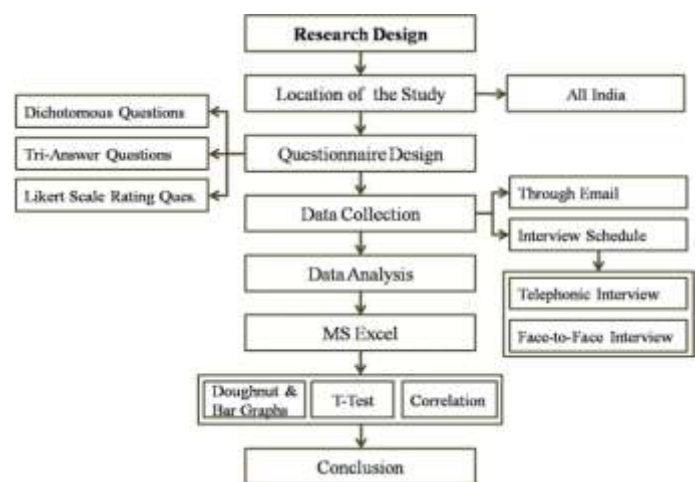 Research Design
Location of the Study
All India
Dichotomous Questions
Tri-Answer Questions
Likert Scale Rating Ques.
Questionnaire Design
Data Collection
Through Email
Interview Schedule
Telephonic Interview
Face-to-Face Interview
Data Analysis
MS Excel
Doughnut &
Bar Graphs
T-Test
Correlation
Conclusion